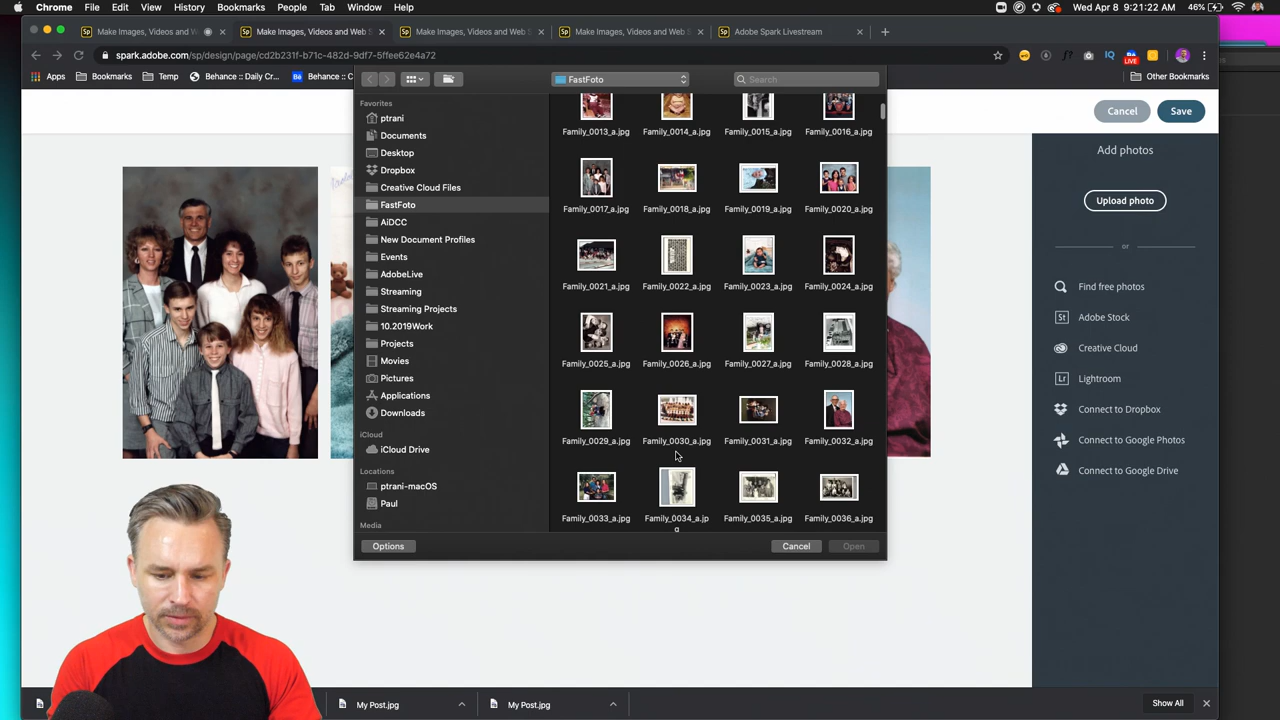 Chrome File Edit View History Bookmarks People Tab Window Help
46% Wed Apr 8 9:21:22 AM
Make Images, Videos and W
Make Images, Videos and Web S
Make Images, Videos and Web S
Make Images, Videos and Web S
Adobe Spark Livestream
spark.adobe.com/sp/design/page/cd2b231f-b71c-482d-9df7-5ffee62e4a72
Apps Bookmarks Temp Behance :: Daily Cr... Behance ::
Other Bookmarks
LIVE
FastFoto
Search
Cancel
Save
Favorites
ptrani
Documents
Desktop
Dropbox
Creative Cloud Files
FastFoto
AiDCC
New Document Profiles
Events
AdobeLive
Streaming
Streaming Projects
10.2019Work
Projects
Movies
Pictures
Applications
Downloads
iCloud
iCloud Drive
Locations
ptrani-macOS
Paul
Media
Family_0013_a.jpg Family_0014_a.jpg Family_0015_a.jpg Family_0016_a.jpg
Family_0017_a.jpg Family_0018_a.jpg Family_0019_a.jpg Family_0020_a.jpg
Family_0021_a.jpg Family_0022_a.jpg Family_0023_a.jpg Family_0024_a.jpg
Family_0025_a.jpg Family_0026_a.jpg Family_0027_a.jpg Family_0028_a.jpg
Family_0029_a.jpg Family_0030_a.jpg Family_0031_a.jpg Family_0032_a.jpg
Family_0033_a.jpg Family_0034_a.jp Family_0035_a.jpg Family_0036_a.jpg
g
Options
Cancel
Open
Add photos
Upload photo
or
Find free photos
St Adobe Stock
Creative Cloud
Lr Lightroom
Connect to Dropbox
Connect to Google Photos
Connect to Google Drive
My Post.jpg
My Post.jpg
Show All